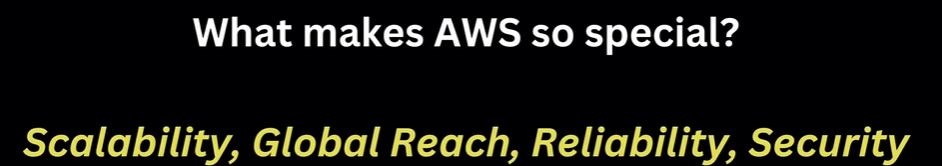 What makes AWS so special?
Scalability, Global Reach, Reliability, Security